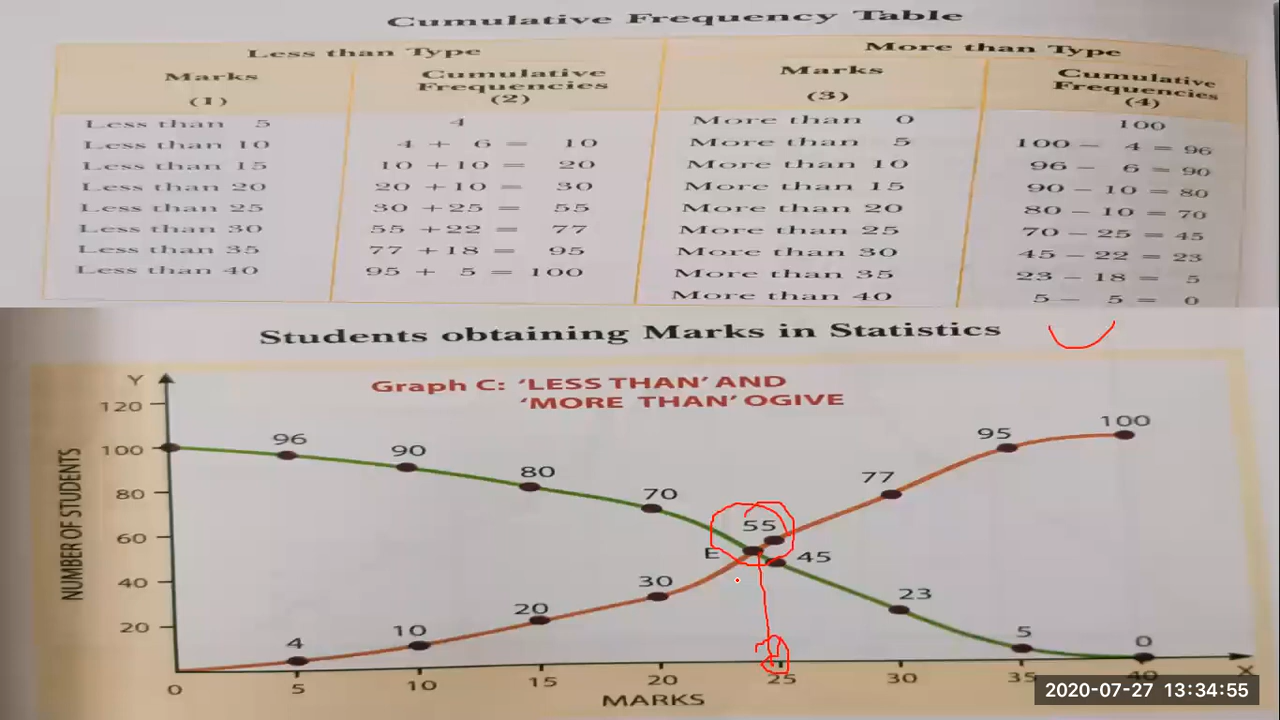 Cumulative Frequency Table
Less than Type More than Type
Marks Cumulative Marks Cumulative
Frequencies Frequencies
(1) (2) (3) (4)
Less than 5 4 More than 0 100
Less than 10 4 + 6 = 10 More than 5 100 - 4 = 96
Less than 15 10 + 10 = 20 More than 10 96 - 6 = 90
Less than 20 20 + 10 = 30 More than 15 90 - 10 = 80
Less than 25 30 + 25 = 55 More than 20 80 - 10 = 70
Less than 30 55 + 22 = 77 More than 25 70 - 25 = 45
Less than 35 77 + 18 = 95 More than 30 45 - 22 = 23
Less than 40 95 + 5 = 100 More than 35 23 - 18 = 5
More than 40 5 - 5 = 0
Students obtaining Marks in Statistics
Graph C: 'LESS THAN' AND
'MORE THAN' OGIVE
Y
120
100
80
60
40
20
NUMBER OF STUDENTS
96
90
80
70
55
77
95
100
E
45
30
23
20
10
4
5
0
0 5 10 15 20 25 30 35 40 X
MARKS
2020-07-27 13:34:55